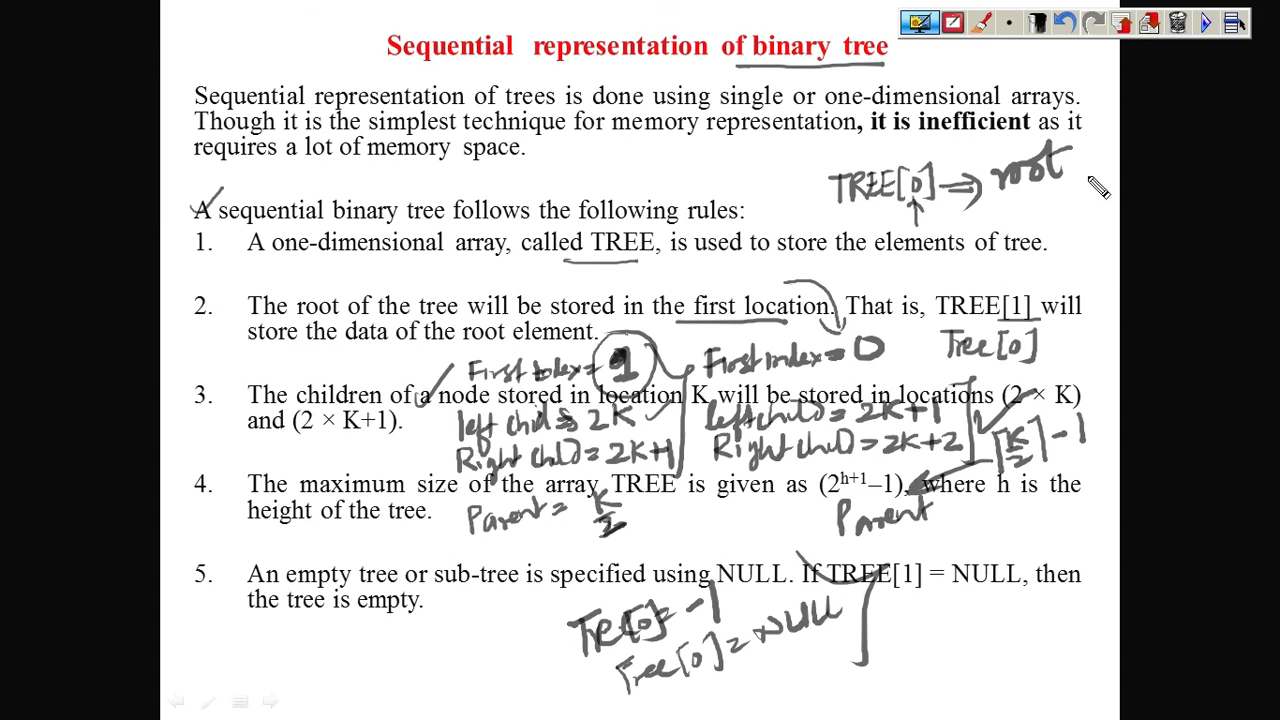 Sequential representation of binary tree
Sequential representation of trees is done using single or one-dimensional arrays.
Though it is the simplest technique for memory representation, it is inefficient as it
requires a lot of memory space.
TREE[0] ⇒ root
A sequential binary tree follows the following rules:
1. A one-dimensional array, called TREE, is used to store the elements of tree.
2. The root of the tree will be stored in the first location. That is, TREE[1] will
store the data of the root element.
Tree[0]
First Index = 1
First index = 0
3. The children of a node stored in location K will be stored in locations (2 × K)
and (2 × K+1).
left child = 2K
left child = 2K+1
Right child = 2K+1
Right child = 2K+2
[K/2] - 1
4. The maximum size of the array TREE is given as (2^h+1–1), where h is the
height of the tree.
Parent = K/2
Parent
5. An empty tree or sub-tree is specified using NULL. If TREE[1] = NULL, then
the tree is empty.
Tree[0] = -1
Tree[0] = NULL